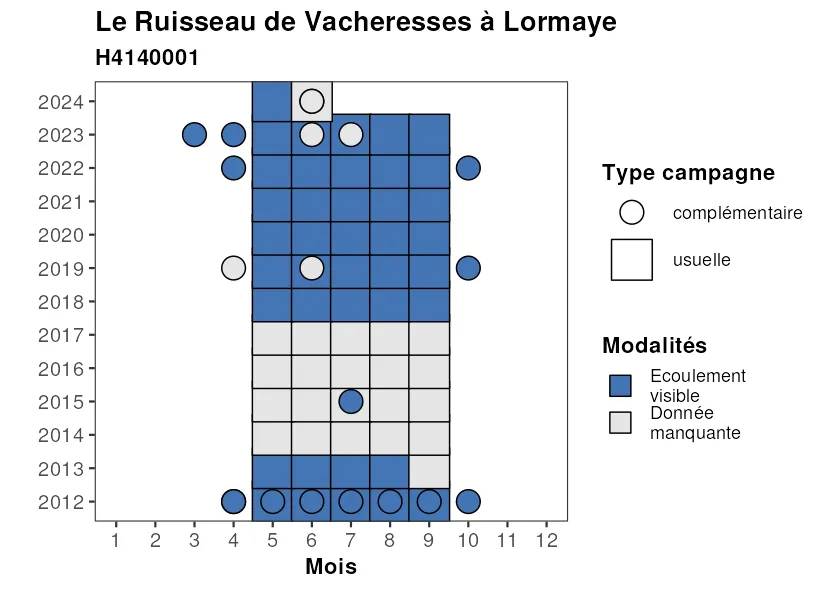 Le Ruisseau de Vacheresses à Lormaye
H4140001
2024
2023
2022
2021
2020
2019
2018
2017
2016
2015
2014
2013
2012
1 2 3 4 5 6 7 8 9 10 11 12
Mois
Type campagne
complémentaire
usuelle
Modalités
Ecoulement
visible
Donnée
manquante